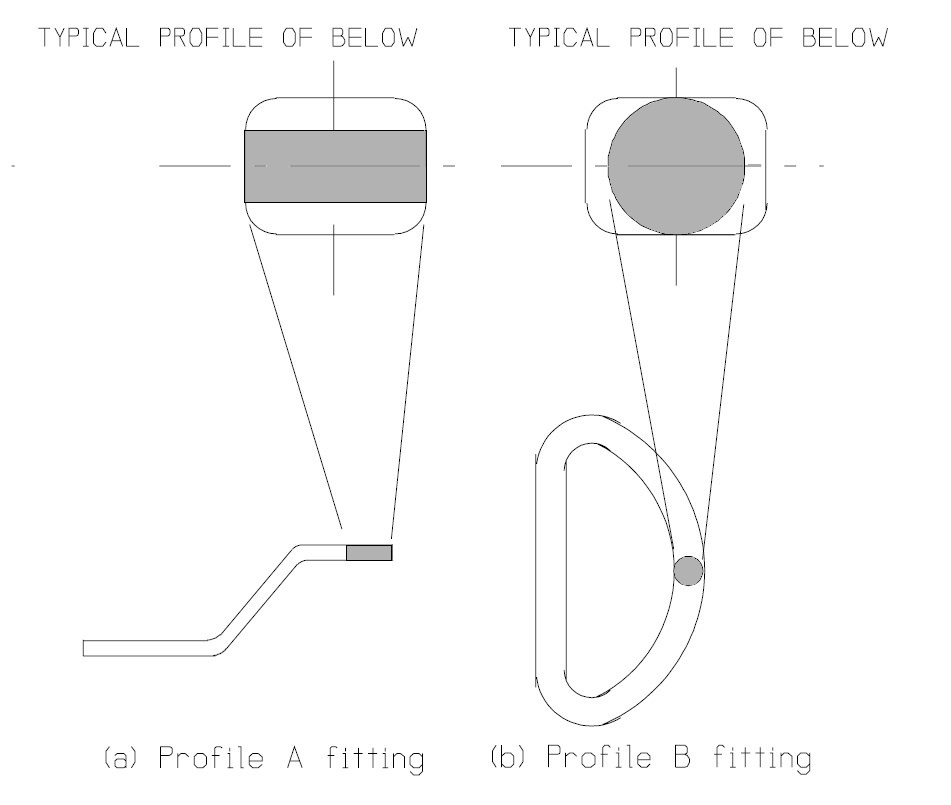 TYPICAL PROFILE OF BELOW
TYPICAL PROFILE OF BELOW
(a) Profile A fitting
(b) Profile B fitting